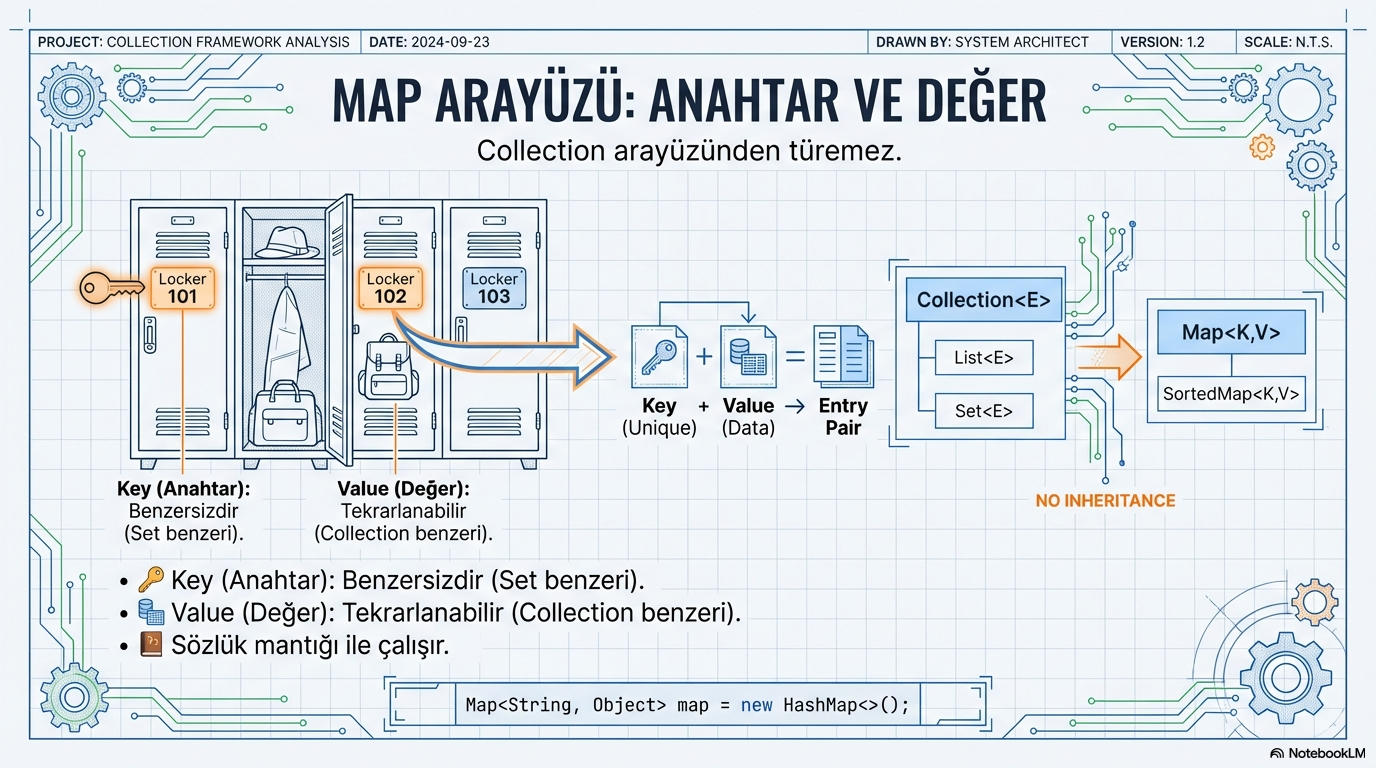 PROJECT: COLLECTION FRAMEWORK ANALYSIS
DATE: 2024-09-23
DRAWN BY: SYSTEM ARCHITECT
VERSION: 1.2
SCALE: N.T.S.
MAP ARAYÜZÜ: ANAHTAR VE DEĞER
Collection arayüzünden türemez.
Locker
101
Locker
102
Locker
103
Key (Anahtar):
Benzersizdir
(Set benzeri).
Value (Değer):
Tekrarlanabilir
(Collection benzeri).
+
=
Key + Value → Entry
(Unique) (Data) Pair
Collection<E>
List<E>
Set<E>
Map<K,V>
SortedMap<K,V>
NO INHERITANCE
• Key (Anahtar): Benzersizdir (Set benzeri).
• Value (Değer): Tekrarlanabilir (Collection benzeri).
• Sözlük mantığı ile çalışır.
Map<String, Object> map = new HashMap<>();
NotebookLM